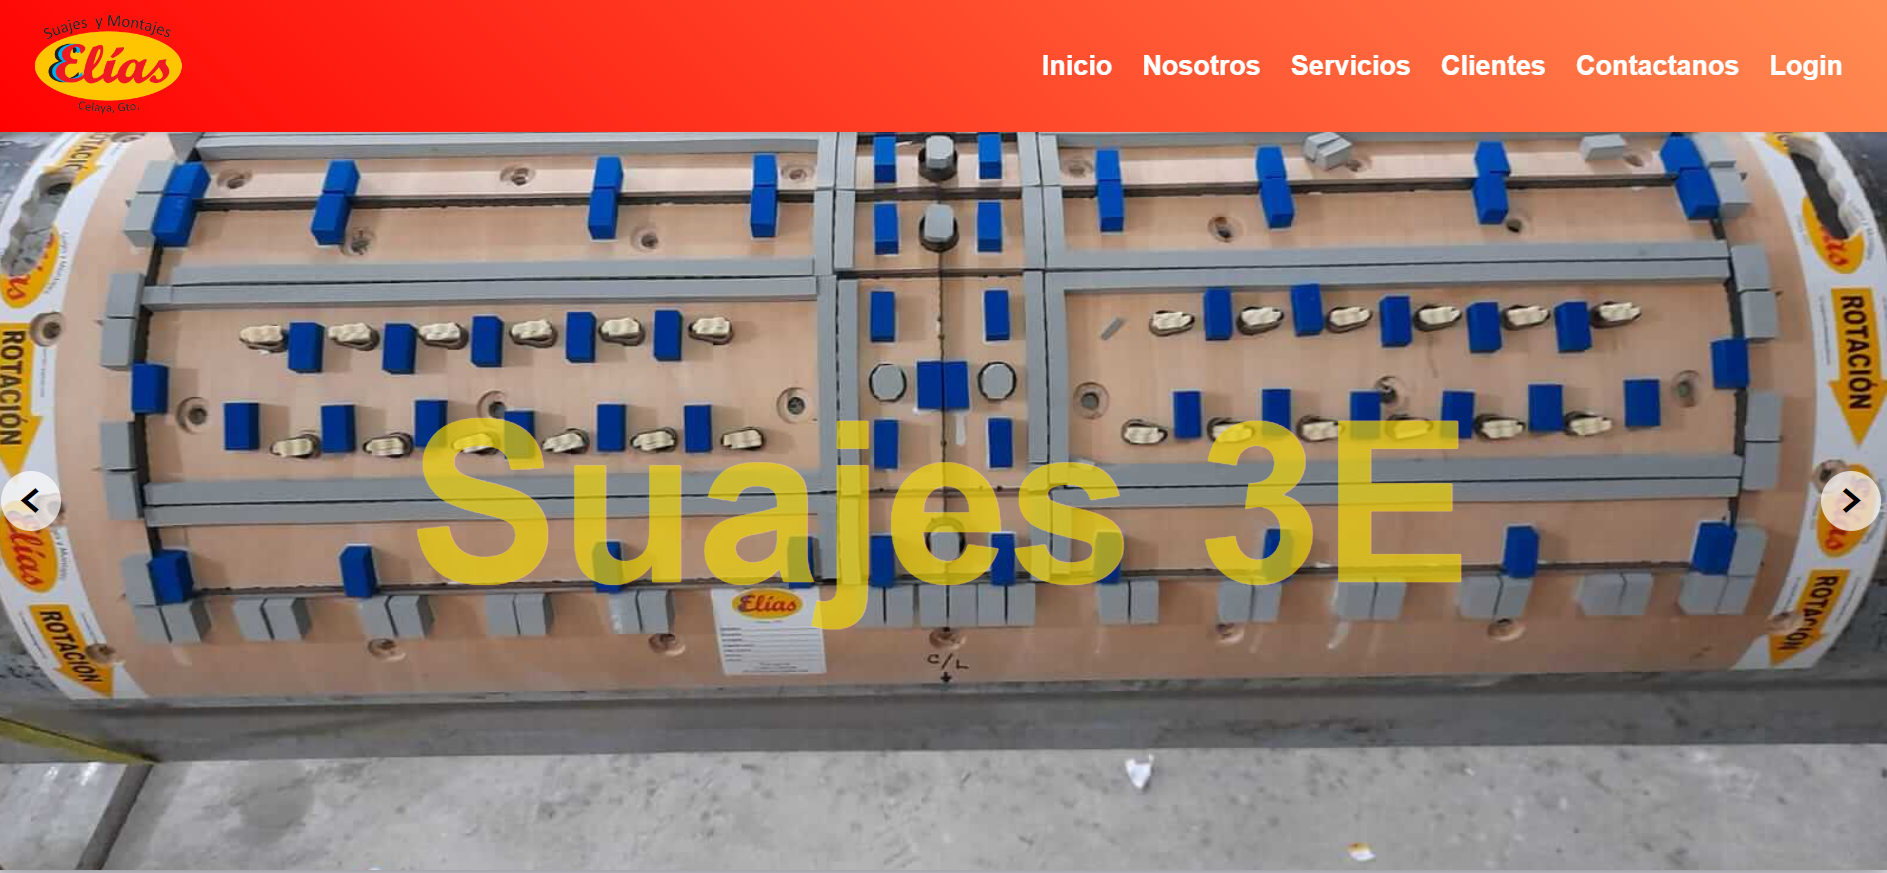 Suajes y Montajes
Elías
Celaya, Gto.
Inicio Nosotros Servicios Clientes Contactanos Login
ROTACIÓN
ROTACIÓN
Suajes 3E
Elías
Elías
ROTACIÓN
ROTACIÓN
C/L